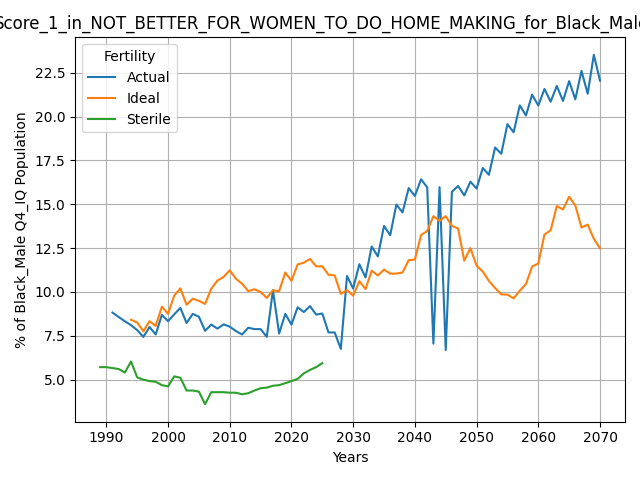 Score_1_in_NOT_BETTER_FOR_WOMEN_TO_DO_HOME_MAKING_for_Black_Male
Fertility
Actual
Ideal
Sterile
% of Black_Male Q4_IQ Population
22.5
20.0
17.5
15.0
12.5
10.0
7.5
5.0
1990 2000 2010 2020 2030 2040 2050 2060 2070
Years